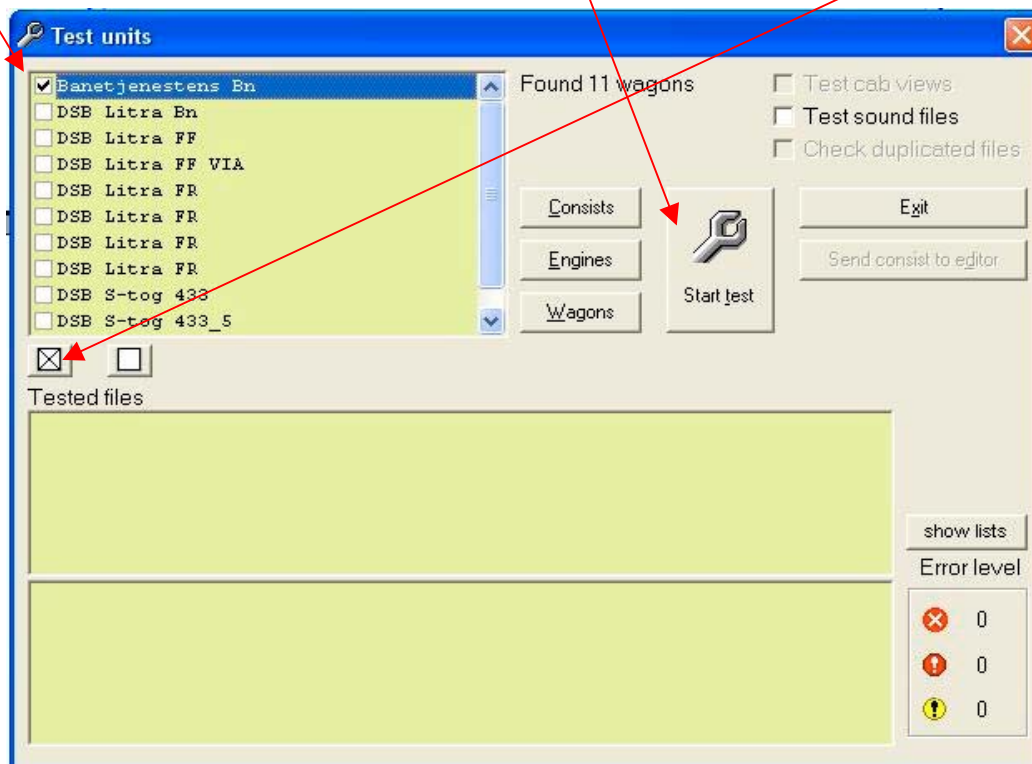 Test units
Banetjenestens Bn
DSB Litra Bn
DSB Litra FF
DSB Litra FF VIA
DSB Litra FR
DSB Litra FR
DSB Litra FR
DSB Litra FR
DSB S-tog 433
DSB S-tog 433_5
Found 11 wagons
Test cab views
Test sound files
Check duplicated files
Consists
Engines
Wagons
Start test
Exit
Send consist to editor
Tested files
show lists
Error level
0
0
0